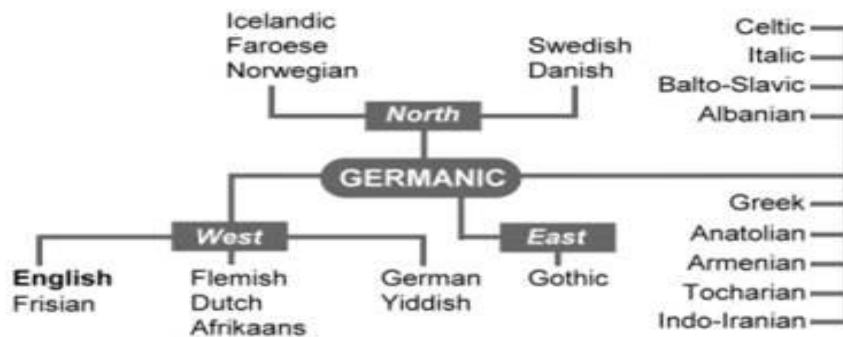 Icelandic
Faroese
Norwegian
Swedish
Danish
North
GERMANIC
West
East
English
Frisian
Flemish
Dutch
Afrikaans
German
Yiddish
Gothic
Celtic
Italic
Balto-Slavic
Albanian
Greek
Anatolian
Armenian
Tocharian
Indo-Iranian